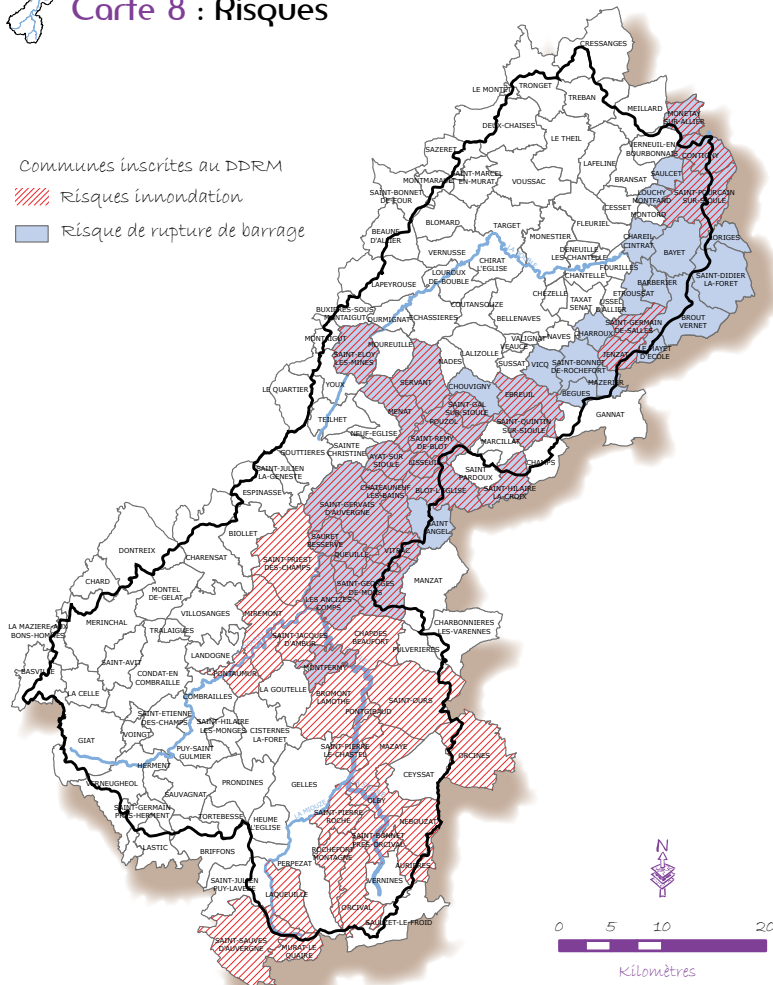 Carte 8 : Risques
Communes inscrites au DDRM
Risques innondation
Risque de rupture de barrage
CRESSANGES
LE MONTET
TRONGET
TREBAN
MEILLARD
MONETAY
SUR-ALLIER
DEUX-CHAISES
LE THEIL
VERNEUIL-EN
BOURBONNAIS
CONTIGNY
SAZERET
LAFELINE
SAULCET
SAINT-MARCEL
EN-MURAT
MONTMARAULT
VOUSSAC
BRANSAT
SAINT-BONNET
DE-FOUR
LOUCHY
MONTFAND
SAINT-POURCAIN
SUR-SIOULE
CESSET
MONTORD
BLOMARD
TARGET
FLEURIEL
BEAUNE
D'ALLIER
MONESTIER
CHAREIL
CINTRAT
LORIGES
VERNUSSE
DENEUILLE
LES-CHANTELLE
BAYET
CHIRAT
L'EGLISE
FOURILLES
LOUROUX
DE-BOUBLE
CHANTELLE
SAINT-DIDIER
LA-FORET
LAPEYROUSE
BARBERIER
CHEZELLE
ETROUSSAT
TAXAT
SENAT
USSEL
D'ALLIER
COUTANSOUZE
BUXIERES-SOUS
MONTAIGUT
DURMIGNAT
ECHASSIERES
BELLENAVES
BROUT
VERNET
SAINT-GERMAIN
DE-SALLES
CHARROUX
MONTAIGUT
MOUREUILLE
VALIGNAT
NAVES
VEAUCE
LE MAYET
D'ECOLE
SAINT-ELOY
LES-MINES
LALIZOLLE
JENZAT
NADES
SUSSAT
VICQ
SAINT-BONNET
DE-ROCHEFORT
LE QUARTIER
YOUX
SERVANT
CHOUVIGNY
EBREUIL
MAZERIER
BEGUES
MENAT
SAINT-GAL
SUR-SIOULE
GANNAT
TEILHET
POUZOL
SAINT-QUINTIN
SUR-SIOULE
NEUF-EGLISE
SAINT-REMY
DE-BLOT
MARCILLAT
GOUTTIERES
SAINTE
CHRISTINE
AYAT-SUR
SIOULE
LISSEUIL
CHAMPS
SAINT-JULIEN
LA-GENESTE
SAINT
PARDOUX
ESPINASSE
CHATEAUNEUF
LES-BAINS
BLOT-L'EGLISE
SAINT-HILAIRE
LA-CROIX
SAINT-GERVAIS
D'AUVERGNE
SAINT
ANGEL
BIOLLET
SAURET
BESSERVE
DONTREIX
CHARENSAT
QUEUILLE
VITRAC
SAINT-PRIEST
DES-CHAMPS
CHARD
MONTEL
DE-GELAT
SAINT-GEORGES
DE-MONS
MANZAT
LES ANCIZES
COMPS
LA MAZIERE-AUX
BONS-HOMMES
MERINCHAL
VILLOSANGES
MIREMONT
CHARBONNIERES
LES-VARENNES
TRALAIGUES
CHAPDES
BEAUFORT
SAINT-JACQUES
D'AMBUR
PULVERIERES
BASVILLE
SAINT-AVIT
LANDOGNE
MONTFERMY
CONDAT-EN
COMBRAILLE
PONTAUMUR
LA CELLE
LA GOUTELLE
COMBRAILLES
BROMONT
LAMOTHE
SAINT-OURS
SAINT-ETIENNE
DES-CHAMPS
PONTGIBAUD
SAINT-HILAIRE
LES-MONGES
CISTERNES
LA-FORET
GIAT
VOINGT
PUY-SAINT
GULMIER
SAINT-PIERRE
LE-CHASTEL
MAZAYE
ORCINES
HERMENT
CEYSSAT
VERNEUGHEOL
PRONDINES
GELLES
SAUVAGNAT
OLBY
SAINT-GERMAIN
PRES-HERMENT
TORTEBESSE
HEUME
L'EGLISE
LA MIOUZE
SAINT-PIERRE
ROCHE
NEBOUZAT
SAINT-BONNET
PRES-ORCIVAL
LASTIC
BRIFFONS
ROCHEFORT
MONTAGNE
PERPEZAT
AURIERES
SAINT-JULIEN
PUY-LAVEZE
VERNINES
LAQUEUILLE
ORCIVAL
SAULZET-LE-FROID
SAINT-SAUVES
D'AUVERGNE
MURAT-LE
QUAIRE
N
0 5 10 20
Kilomètres